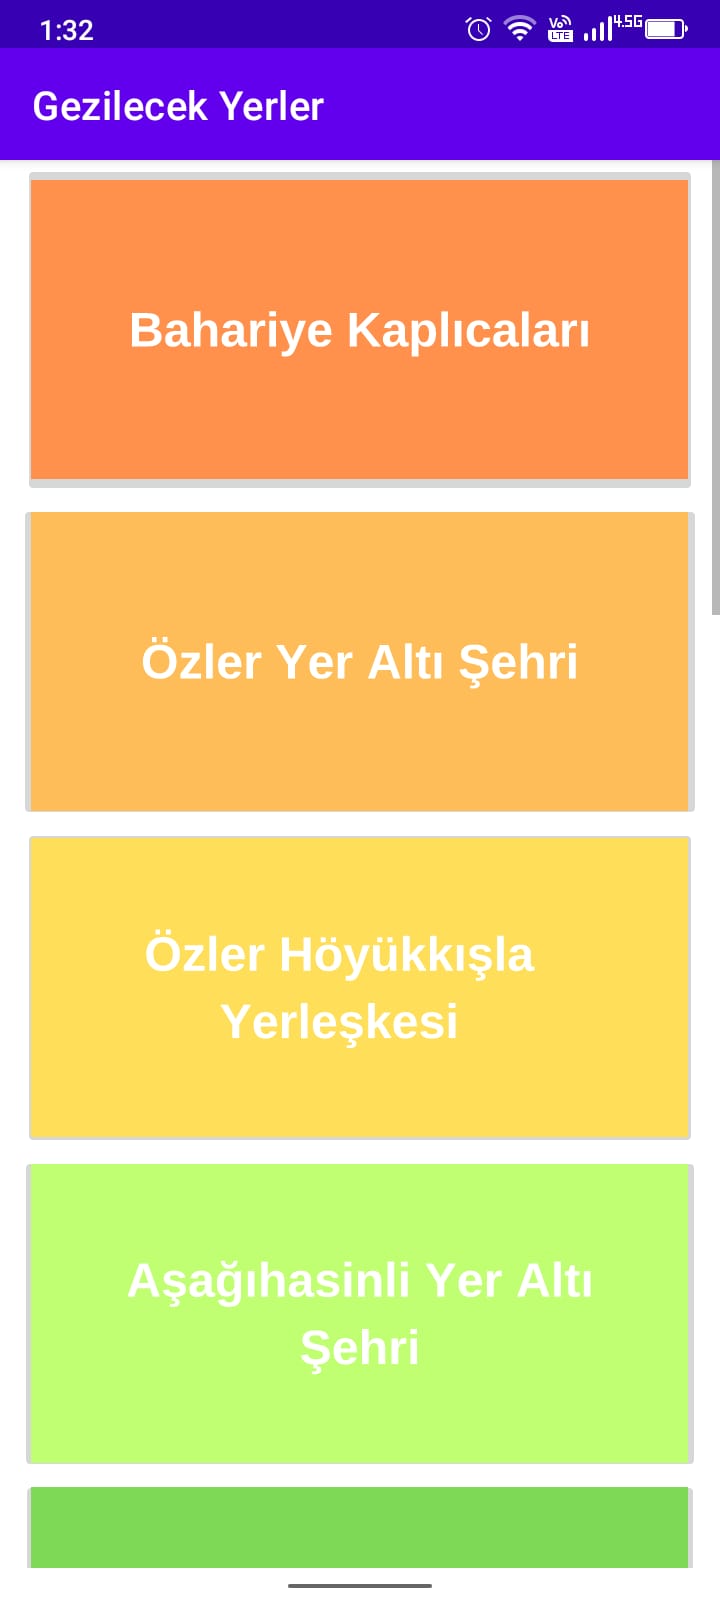 1:32
Vo LTE 4.5G
Gezilecek Yerler
Bahariye Kaplıcaları
Özler Yer Altı Şehri
Özler Höyükkışla
Yerleşkesi
Aşağıhasinli Yer Altı
Şehri